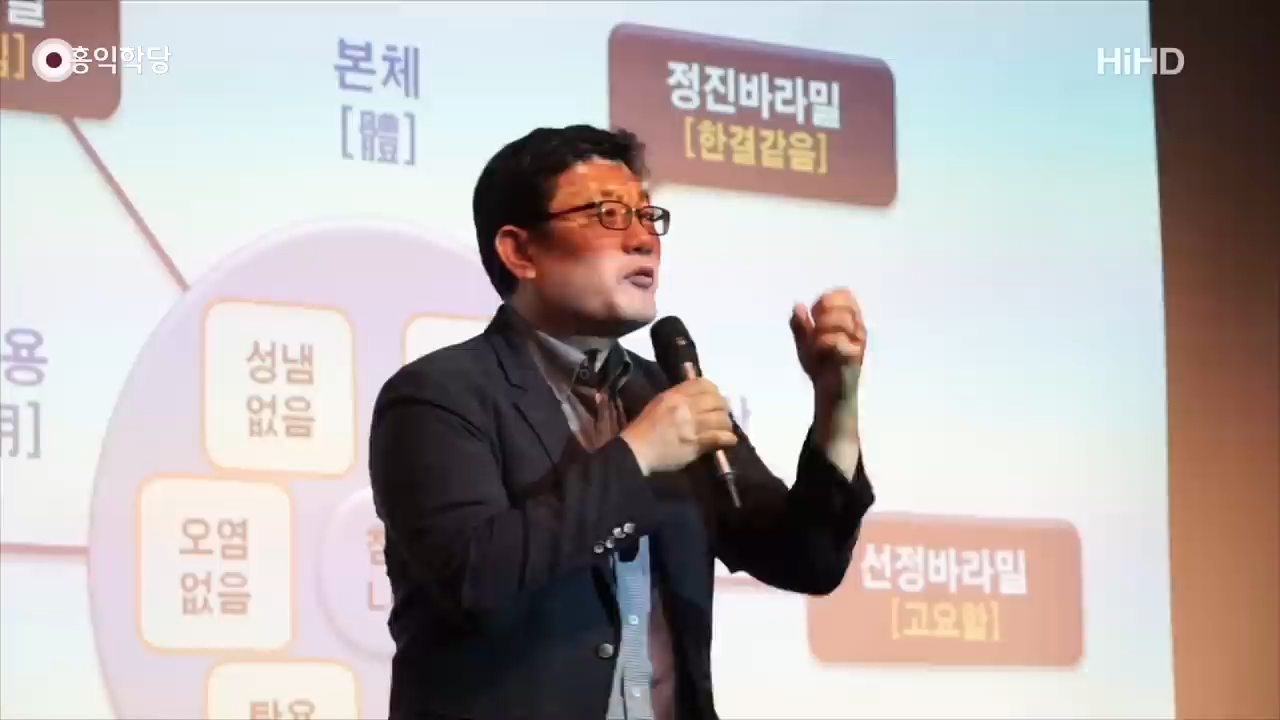 홍익학당
HiHD
본체
[體]
정진바라밀
[한결같음]
성냄
없음
오염
없음
선정바라밀
[고요함]